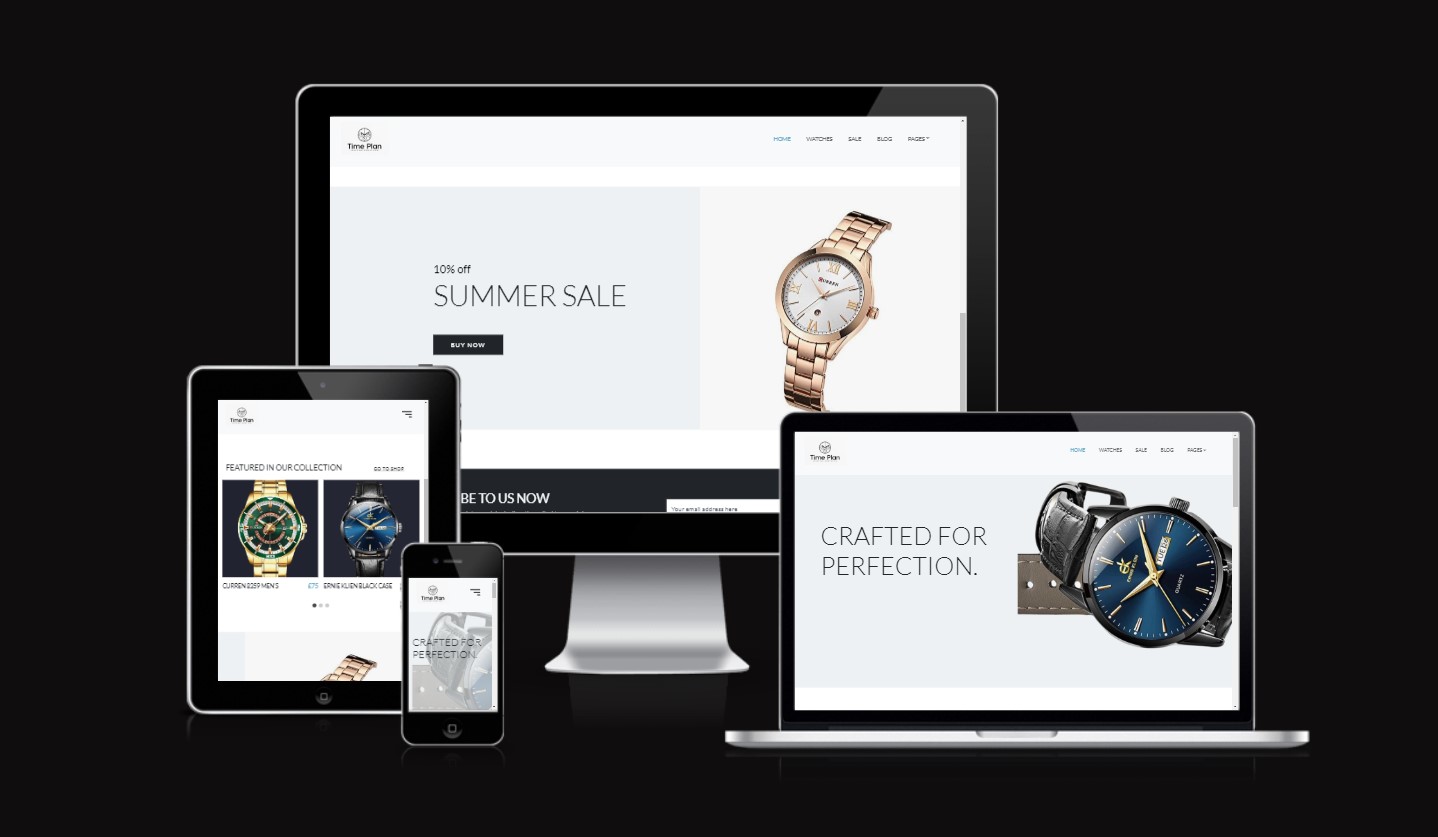 Time Plan
HOME WATCHES SALE BLOG PAGES
10% off
SUMMER SALE
BUY NOW
CURREN
BE TO US NOW
Your email address here
Time Plan
FEATURED IN OUR COLLECTION
GO TO SHOP
CURREN 8359 MEN'S £75
ERNIE KLIEN BLACK CASE
Time Plan
CRAFTED FOR
PERFECTION.
Time Plan
HOME WATCHES SALE BLOG PAGES
CRAFTED FOR
PERFECTION.
QUARTZ